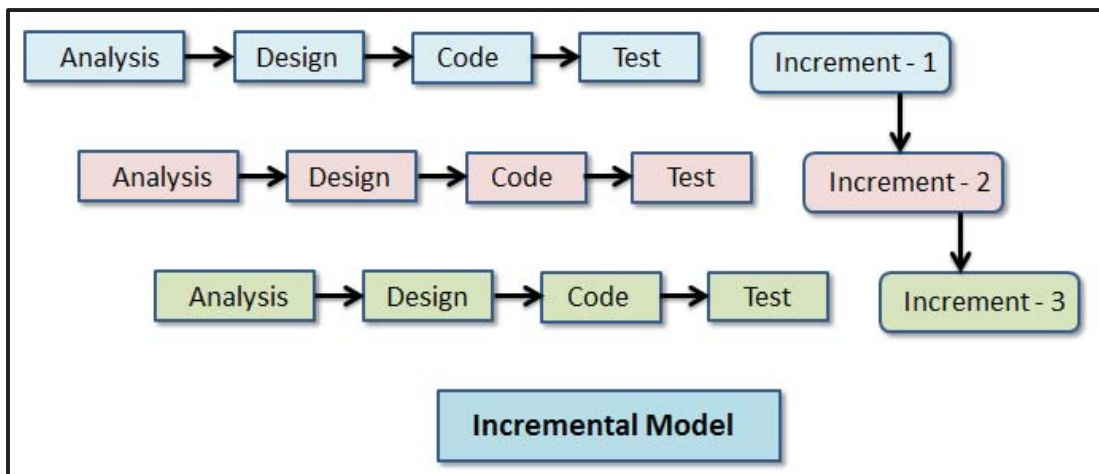 Analysis Design Code Test Increment - 1
Analysis Design Code Test Increment - 2
Analysis Design Code Test Increment - 3
Incremental Model